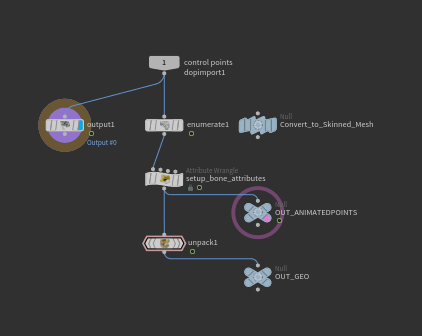 1
control points
dopimport1
output1
Output #0
enumerate1
Null
Convert_to_Skinned_Mesh
Attribute Wrangle
setup_bone_attributes
Null
OUT_ANIMATEDPOINTS
unpack1
Null
OUT_GEO